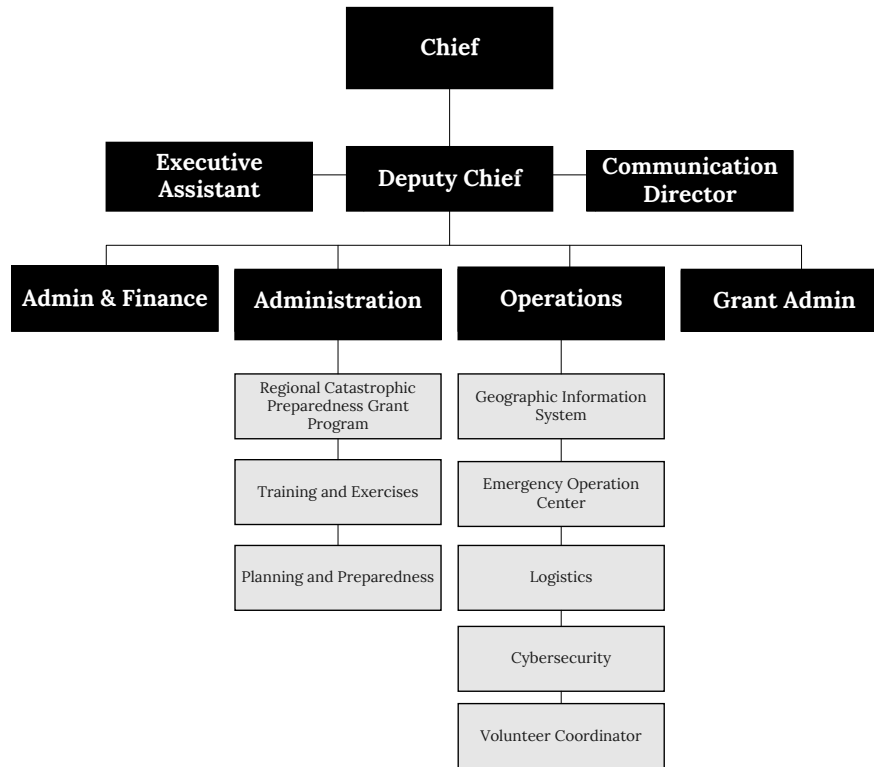 Chief
Executive
Assistant
Deputy Chief
Communication
Director
Admin & Finance
Administration
Operations
Grant Admin
Regional Catastrophic
Preparedness Grant
Program
Training and Exercises
Planning and Preparedness
Geographic Information
System
Emergency Operation
Center
Logistics
Cybersecurity
Volunteer Coordinator